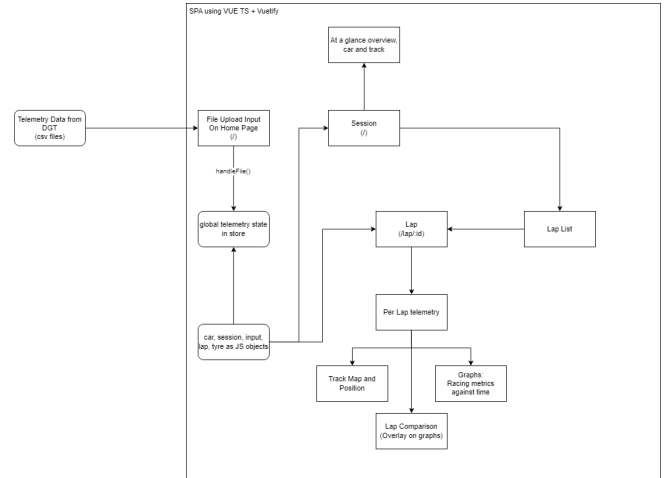 SPA using VUE TS + Vuetify
At a glance overview,
car and track
Telemetry Data from
DGT
(csv files)
File Upload Input
On Home Page
(/)
Session
(/)
handleFile()
global telemetry state
in store
Lap
(/lap/:id)
Lap List
Per Lap telemetry
car, session, input,
lap, tyre as JS objects
Track Map and
Position
Graphs:
Racing metrics
against time
Lap Comparison
(Overlay on graphs)